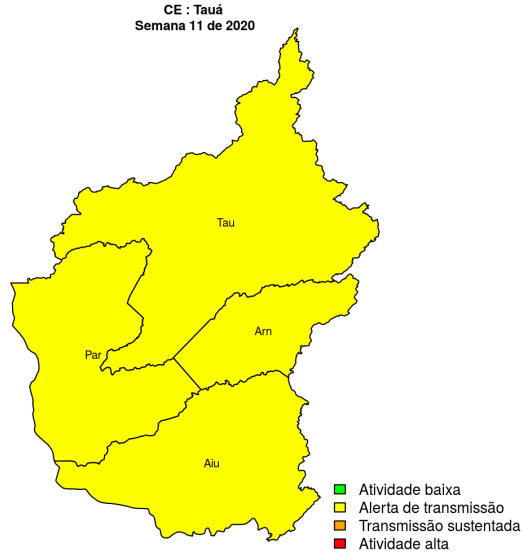 CE : Tauá
Semana 11 de 2020
Tau
Arn
Par
Aiu
Atividade baixa
Alerta de transmissão
Transmissão sustentada
Atividade alta